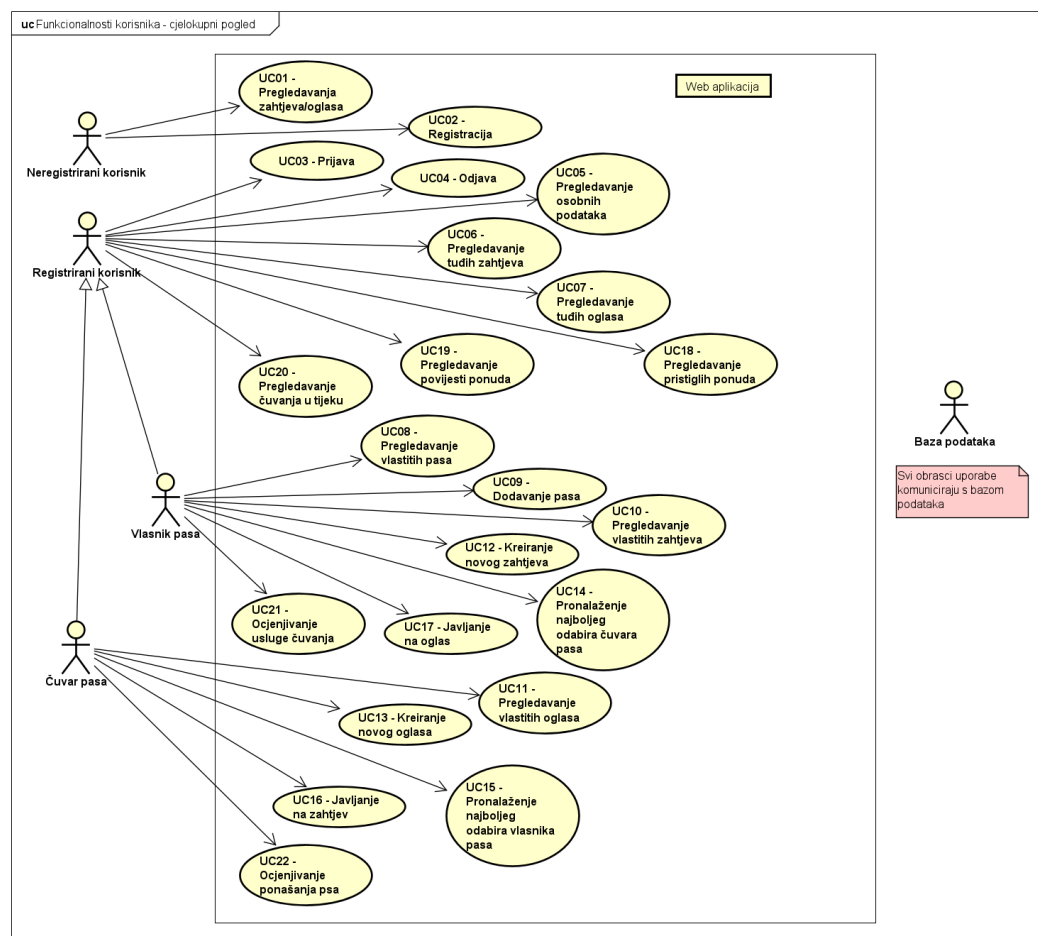 uc Funkcionalnosti korisnika - cjelokupni pogled
Web aplikacija
UC01 -
Pregledavanja
zahtjeva/oglasa
UC02 -
Registracija
Neregistrirani korisnik
UC03 - Prijava
UC04 - Odjava
UC05 -
Pregledavanje
osobnih
podataka
Registrirani korisnik
UC06 -
Pregledavanje
tuđih zahtjeva
UC07 -
Pregledavanje
tuđih oglasa
UC20 -
Pregledavanje
čuvanja u tijeku
UC19 -
Pregledavanje
povijesti ponuda
UC18 -
Pregledavanje
pristiglih ponuda
Baza podataka
Svi obrasci uporabe
komuniciraju s bazom
podataka
UC08 -
Pregledavanje
vlastitih pasa
UC09 -
Dodavanje pasa
UC10 -
Pregledavanje
vlastitih zahtjeva
Vlasnik pasa
UC12 - Kreiranje
novog zahtjeva
UC14 -
Pronalaženje
najboljeg
odabira čuvara
pasa
UC21 -
Ocjenjivanje
usluge čuvanja
UC17 - Javljanje
na oglas
Čuvar pasa
UC11 -
Pregledavanje
vlastitih oglasa
UC13 - Kreiranje
novog oglasa
UC16 - Javljanje
na zahtjev
UC15 -
Pronalaženje
najboljeg
odabira vlasnika
pasa
UC22 -
Ocjenjivanje
ponašanja psa